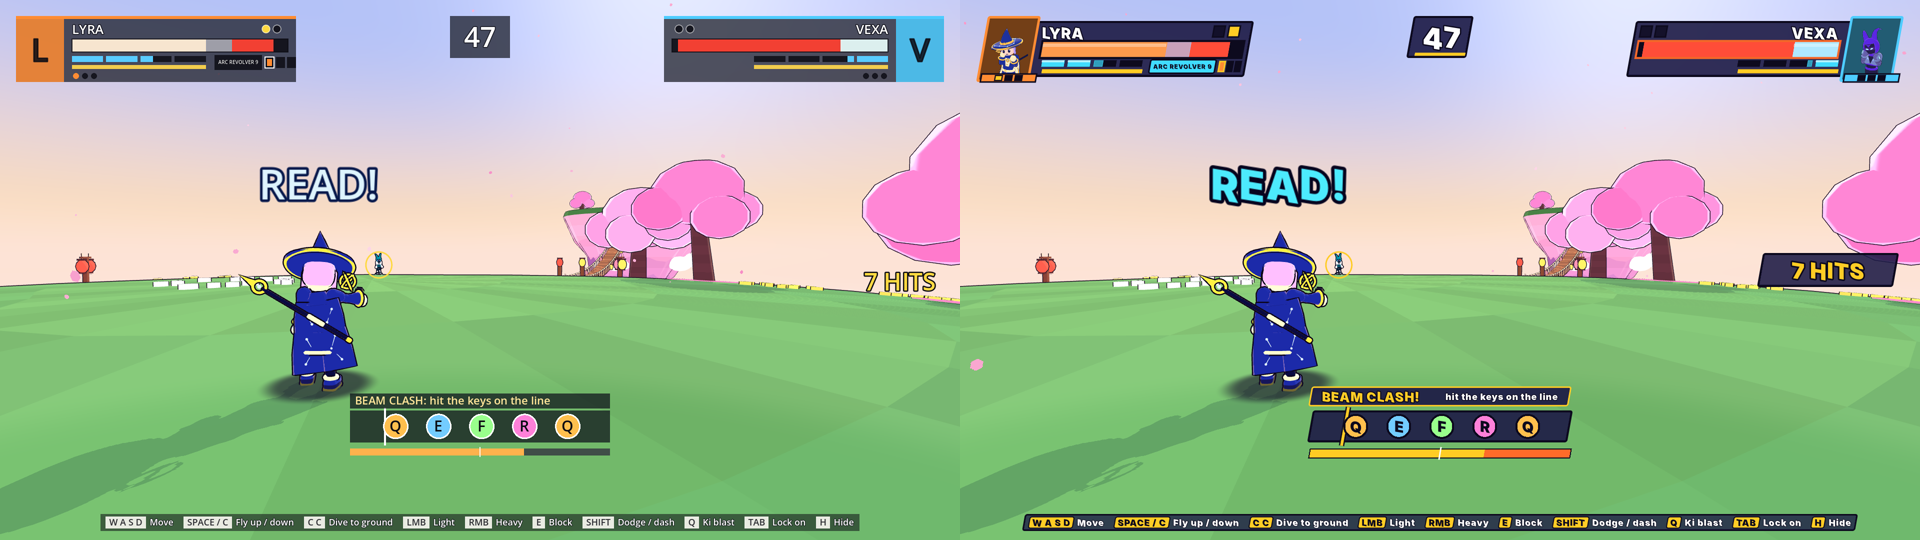 LYRA
47
VEXA
L
V
ARC REVOLVER 9
READ!
7 HITS
BEAM CLASH: hit the keys on the line
Q E F R Q
W A S D Move SPACE / C Fly up / down C C Dive to ground LMB Light RMB Heavy E Block SHIFT Dodge / dash Q Ki blast TAB Lock on H Hide
LYRA
47
VEXA
ARC REVOLVER 9
READ!
7 HITS
BEAM CLASH! hit the keys on the line
Q E F R Q
W A S D Move SPACE / C Fly up / down C C Dive to ground LMB Light RMB Heavy E Block SHIFT Dodge / dash Q Ki blast TAB Lock on H Hide